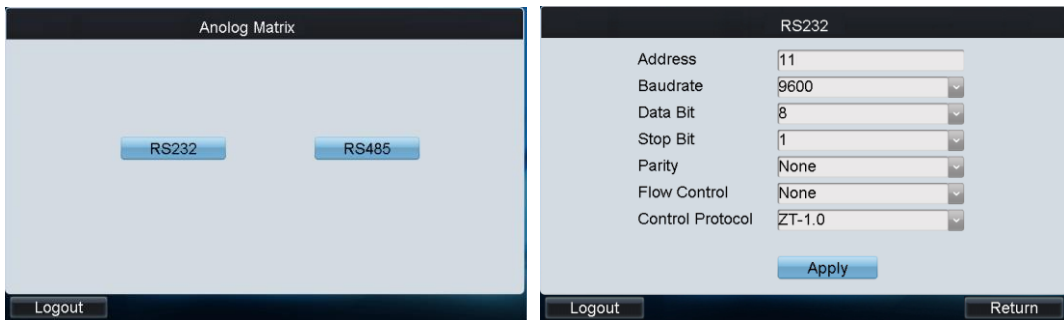 Anolog Matrix
RS232 RS485
Logout
RS232
Address 11
Baudrate 9600
Data Bit 8
Stop Bit 1
Parity None
Flow Control None
Control Protocol ZT-1.0
Apply
Logout Return